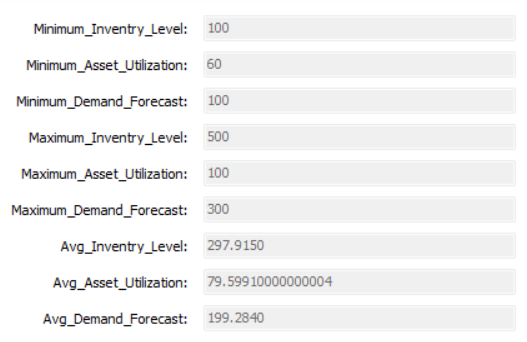 Minimum_Inventry_Level: 100
Minimum_Asset_Utilization: 60
Minimum_Demand_Forecast: 100
Maximum_Inventry_Level: 500
Maximum_Asset_Utilization: 100
Maximum_Demand_Forecast: 300
Avg_Inventry_Level: 297.9150
Avg_Asset_Utilization: 79.59910000000004
Avg_Demand_Forecast: 199.2840